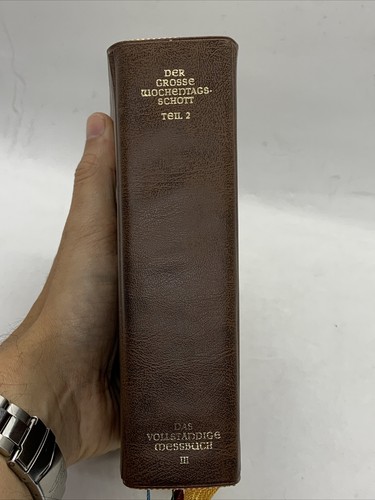 DER
GROSSE
WOCHENTAGS-
SCHOTT
TEIL 2
DAS
VOLLSTÄNDIGE
MESSBUCH
III